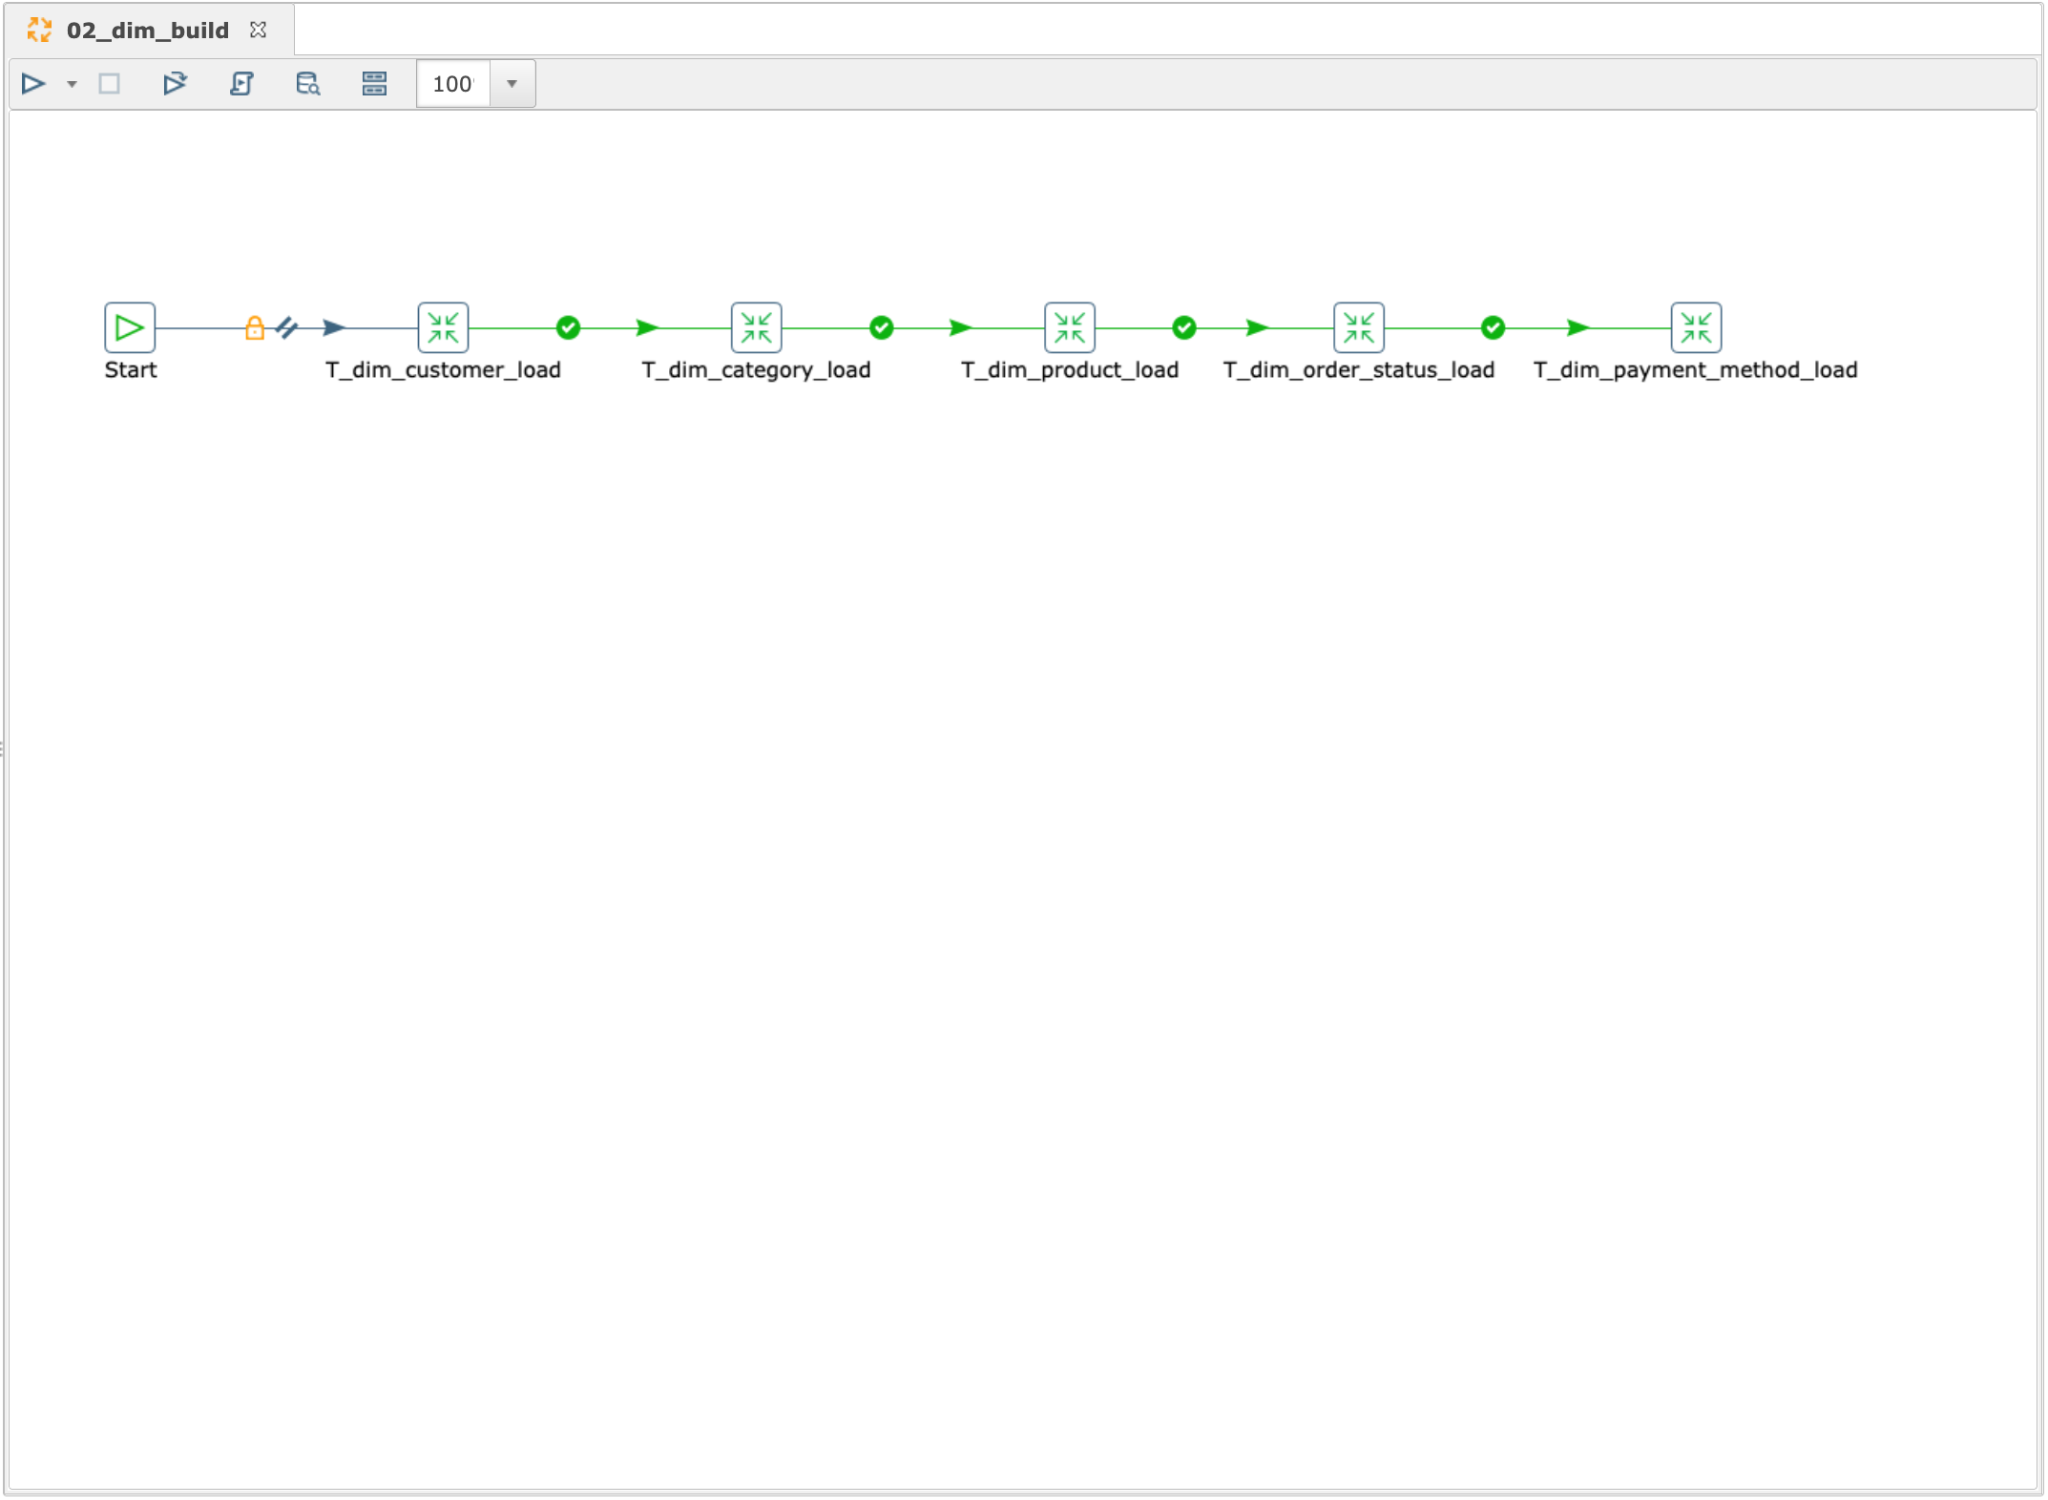 02_dim_build
100
Start
T_dim_customer_load
T_dim_category_load
T_dim_product_load
T_dim_order_status_load
T_dim_payment_method_load